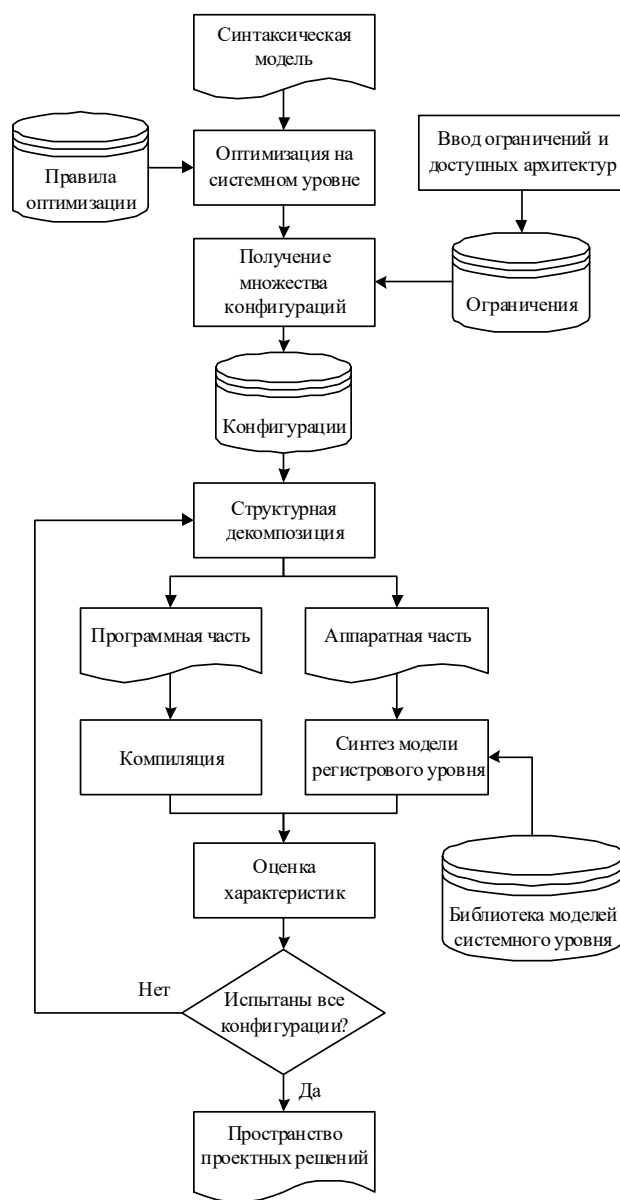 Синтаксическая
модель
Правила
оптимизации
Оптимизация на
системном уровне
Ввод ограничений и
доступных архитектур
Получение
множества
конфигураций
Ограничения
Конфигурации
Структурная
декомпозиция
Программная часть
Аппаратная часть
Компиляция
Синтез модели
регистрового уровня
Оценка
характеристик
Библиотека моделей
системного уровня
Нет
Испытаны все
конфигурации?
Да
Пространство
проектных решений